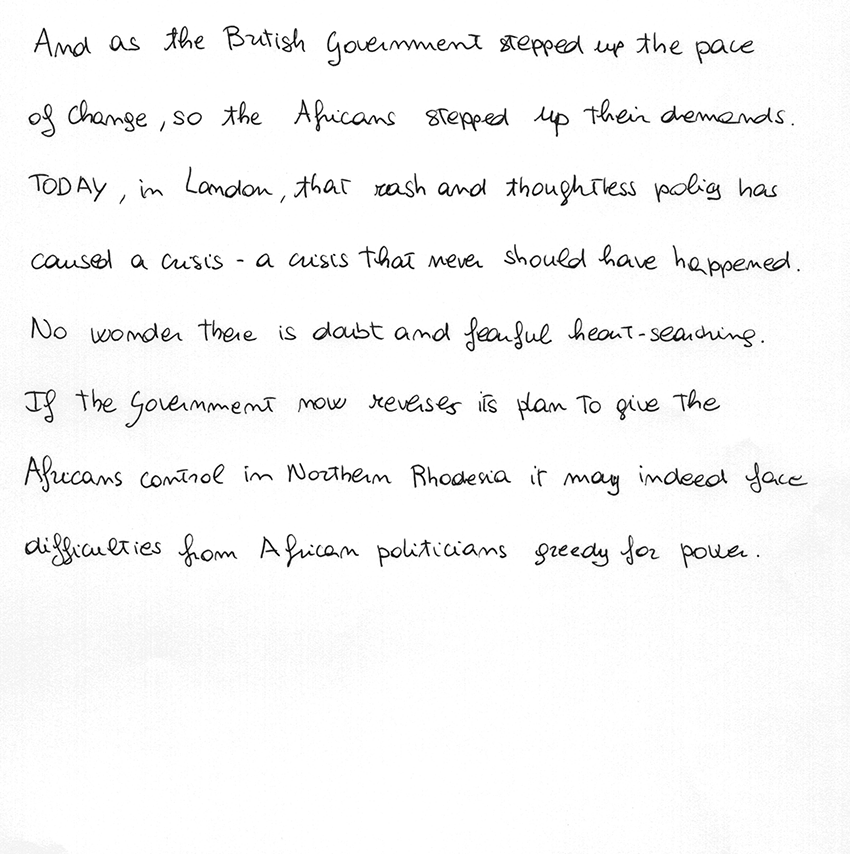 And as the British Government stepped up the pace
of change, so the Africans stepped up their demands.
TODAY, in London, that rash and thoughtless policy has
caused a crisis - a crisis that never should have happened.
No wonder there is doubt and fearful heart-searching.
If the Government now reverses its plan to give the
Africans control in Northern Rhodesia it may indeed face
difficulties from African politicians greedy for power.